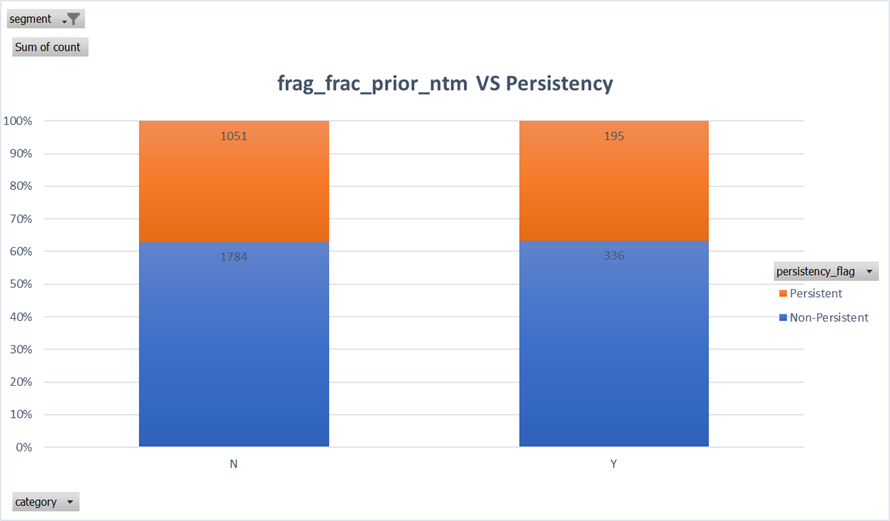 segment
Sum of count
frag_frac_prior_ntm VS Persistency
100%
90%
80%
70%
60%
50%
40%
30%
20%
10%
0%
1051
195
1784
336
N
Y
persistency_flag
Persistent
Non-Persistent
category